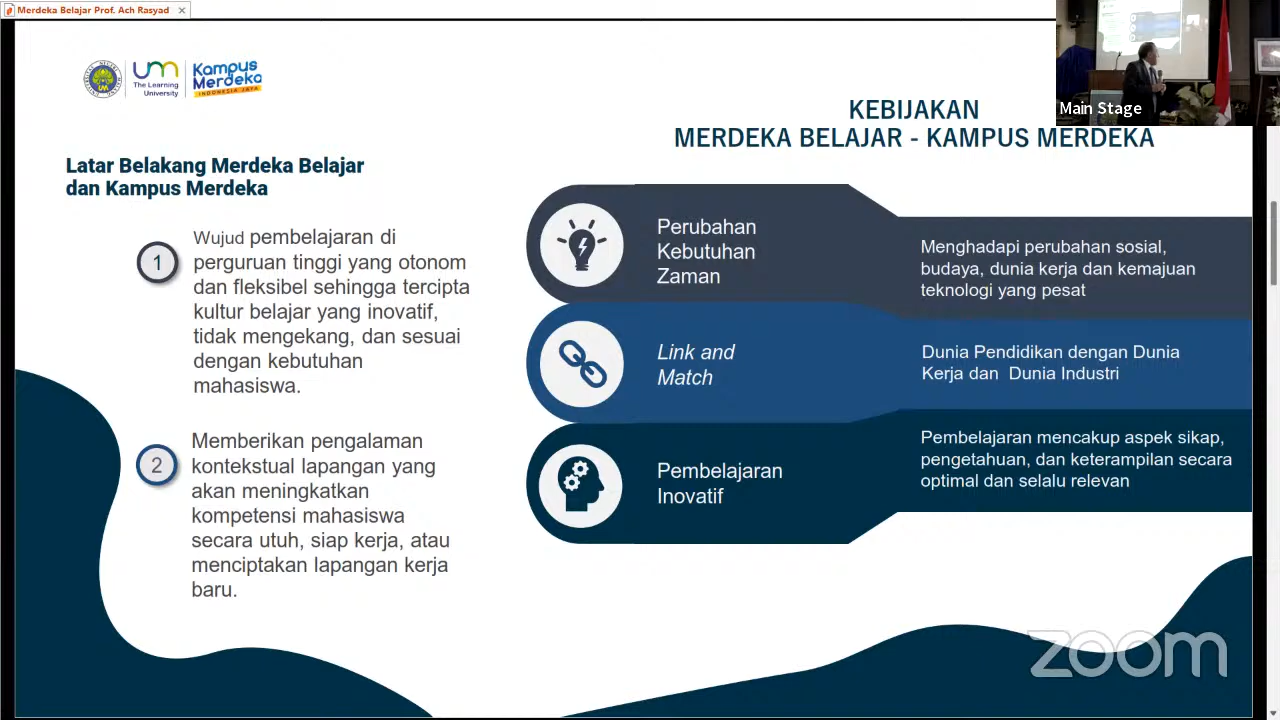 Merdeka Belajar Prof. Ach Rasyad
um
The Learning
University
Kampus
Merdeka
INDONESIA JAYA
Main Stage
KEBIJAKAN
MERDEKA BELAJAR - KAMPUS MERDEKA
Latar Belakang Merdeka Belajar
dan Kampus Merdeka
1
Wujud pembelajaran di
perguruan tinggi yang otonom
dan fleksibel sehingga tercipta
kultur belajar yang inovatif,
tidak mengekang, dan sesuai
dengan kebutuhan
mahasiswa.
2
Memberikan pengalaman
kontekstual lapangan yang
akan meningkatkan
kompetensi mahasiswa
secara utuh, siap kerja, atau
menciptakan lapangan kerja
baru.
Perubahan
Kebutuhan
Zaman
Menghadapi perubahan sosial,
budaya, dunia kerja dan kemajuan
teknologi yang pesat
Link and
Match
Dunia Pendidikan dengan Dunia
Kerja dan Dunia Industri
Pembelajaran
Inovatif
Pembelajaran mencakup aspek sikap,
pengetahuan, dan keterampilan secara
optimal dan selalu relevan
zoom